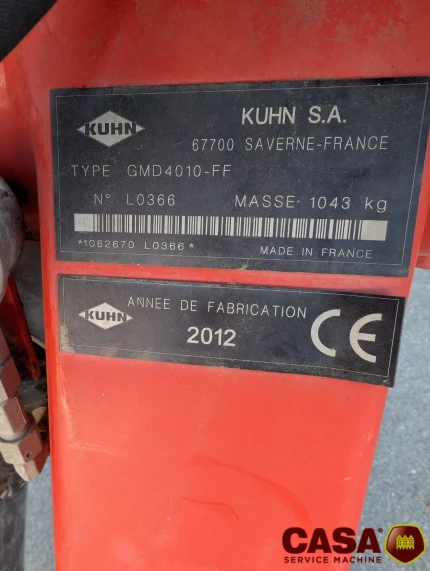 KUHN
KUHN S.A.
67700 SAVERNE-FRANCE
TYPE GMD4010-FF
N° L0366 MASSE- 1043 kg
*1062670 L0366*
MADE IN FRANCE
KUHN
ANNEE DE FABRICATION
2012
CE
CASA
SERVICE MACHINE